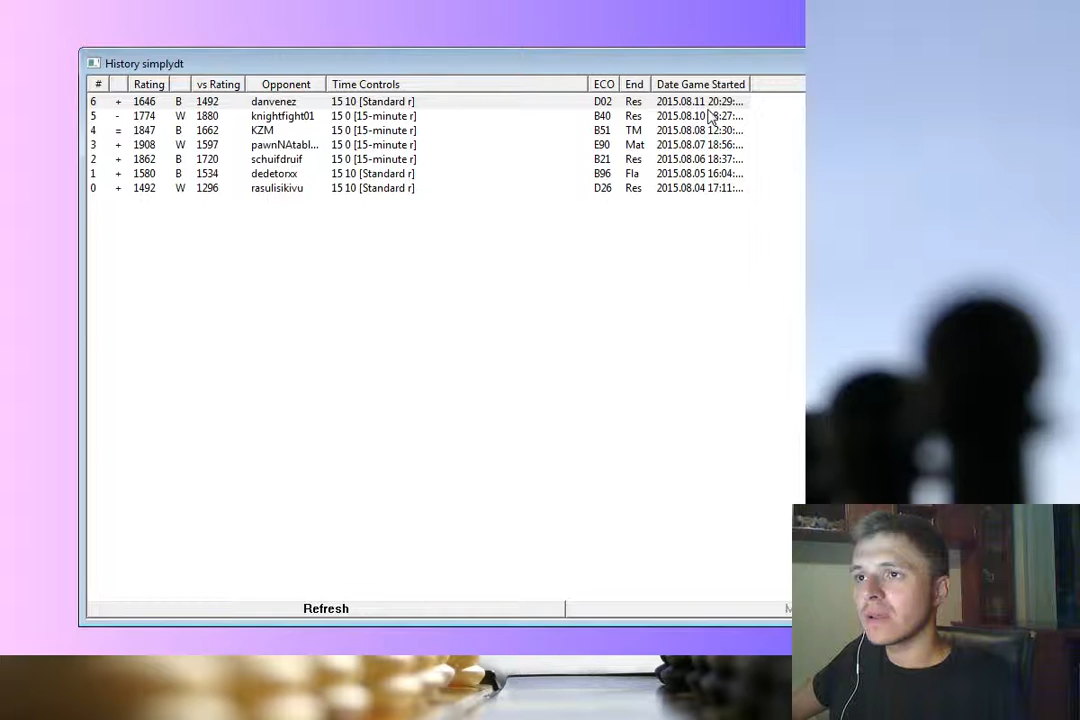 History simplydt
# Rating vs Rating Opponent Time Controls ECO End Date Game Started
6 + 1646 B 1492 danvenez 15 10 [Standard r] D02 Res 2015.08.11 20:29:...
5 - 1774 W 1880 knightfight01 15 0 [15-minute r] B40 Res 2015.08.10 8:27:...
4 = 1847 B 1662 KZM 15 0 [15-minute r] B51 TM 2015.08.08 12:30:...
3 + 1908 W 1597 pawnNAtabl... 15 0 [15-minute r] E90 Mat 2015.08.07 18:56:...
2 + 1862 B 1720 schuifdruif 15 0 [15-minute r] B21 Res 2015.08.06 18:37:...
1 + 1580 B 1534 dedetorxx 15 10 [Standard r] B96 Fla 2015.08.05 16:04:...
0 + 1492 W 1296 rasulisikivu 15 10 [Standard r] D26 Res 2015.08.04 17:11:...
Refresh